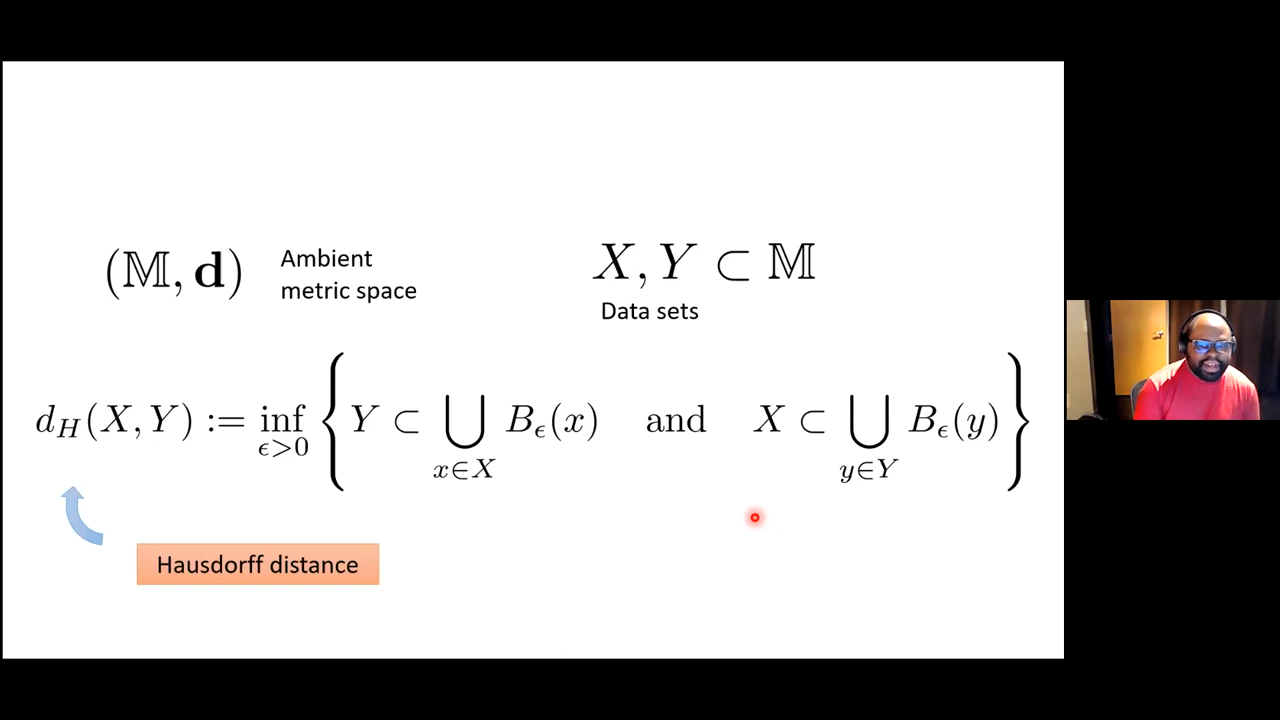 (𝕄, 𝐝)
Ambient
metric space
X, Y ⊂ 𝕄
Data sets
d_H(X, Y) := inf_{ϵ>0} { Y ⊂ ⋃_{x∈X} B_ϵ(x) and X ⊂ ⋃_{y∈Y} B_ϵ(y) }
Hausdorff distance